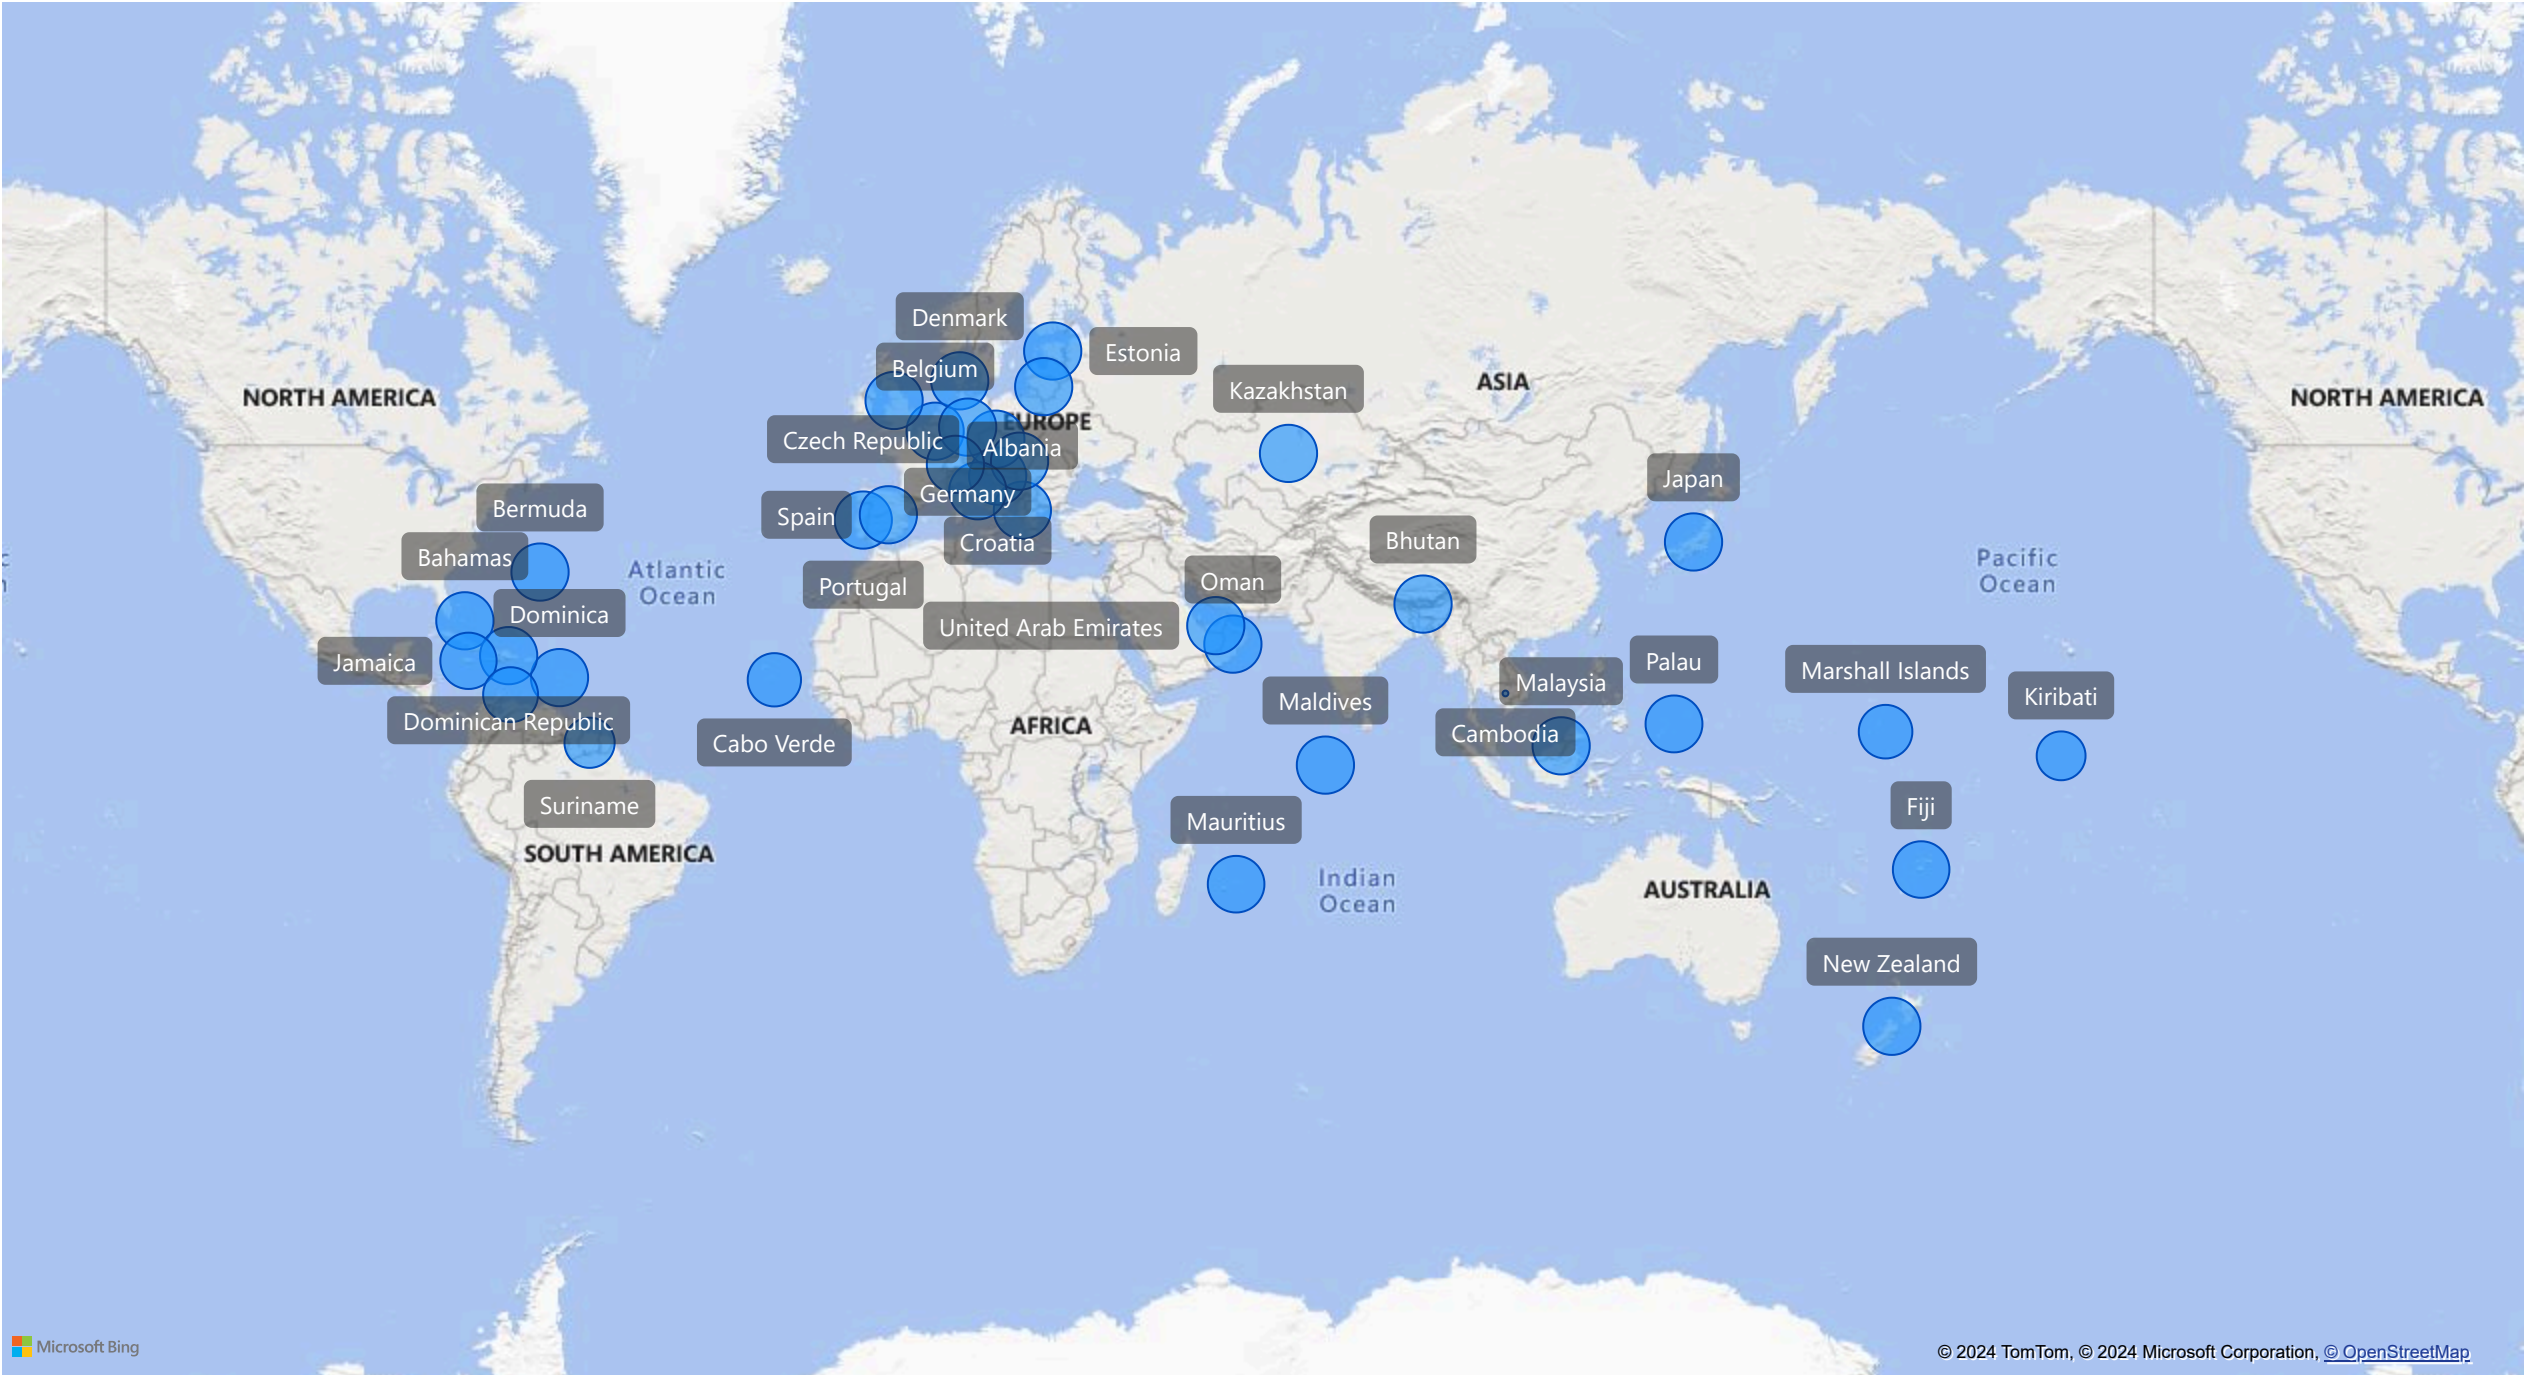 Denmark
Estonia
Belgium
Kazakhstan
ASIA
NORTH AMERICA
NORTH AMERICA
EUROPE
Czech Republic
Albania
Japan
Germany
Bermuda
Spain
Croatia
Bhutan
Bahamas
Atlantic
Ocean
Portugal
Oman
Pacific
Ocean
Dominica
United Arab Emirates
Jamaica
Palau
Marshall Islands
Malaysia
Kiribati
Maldives
Dominican Republic
AFRICA
Cambodia
Cabo Verde
Suriname
Mauritius
Fiji
SOUTH AMERICA
Indian
Ocean
AUSTRALIA
New Zealand
Microsoft Bing
© 2024 TomTom, © 2024 Microsoft Corporation, © OpenStreetMap